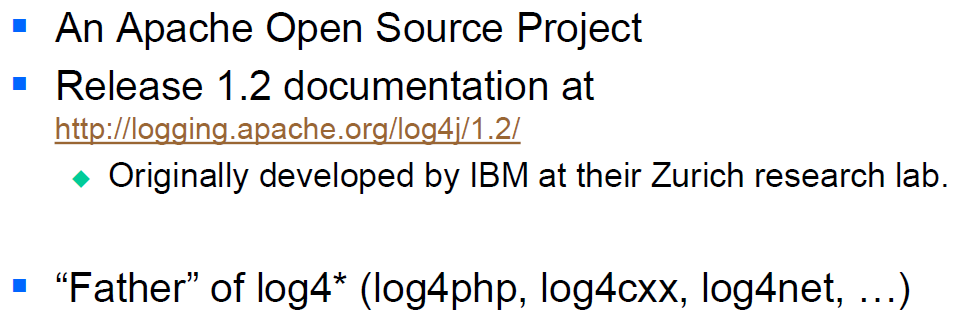 An Apache Open Source Project
Release 1.2 documentation at
http://logging.apache.org/log4j/1.2/
Originally developed by IBM at their Zurich research lab.
“Father” of log4* (log4php, log4cxx, log4net, …)